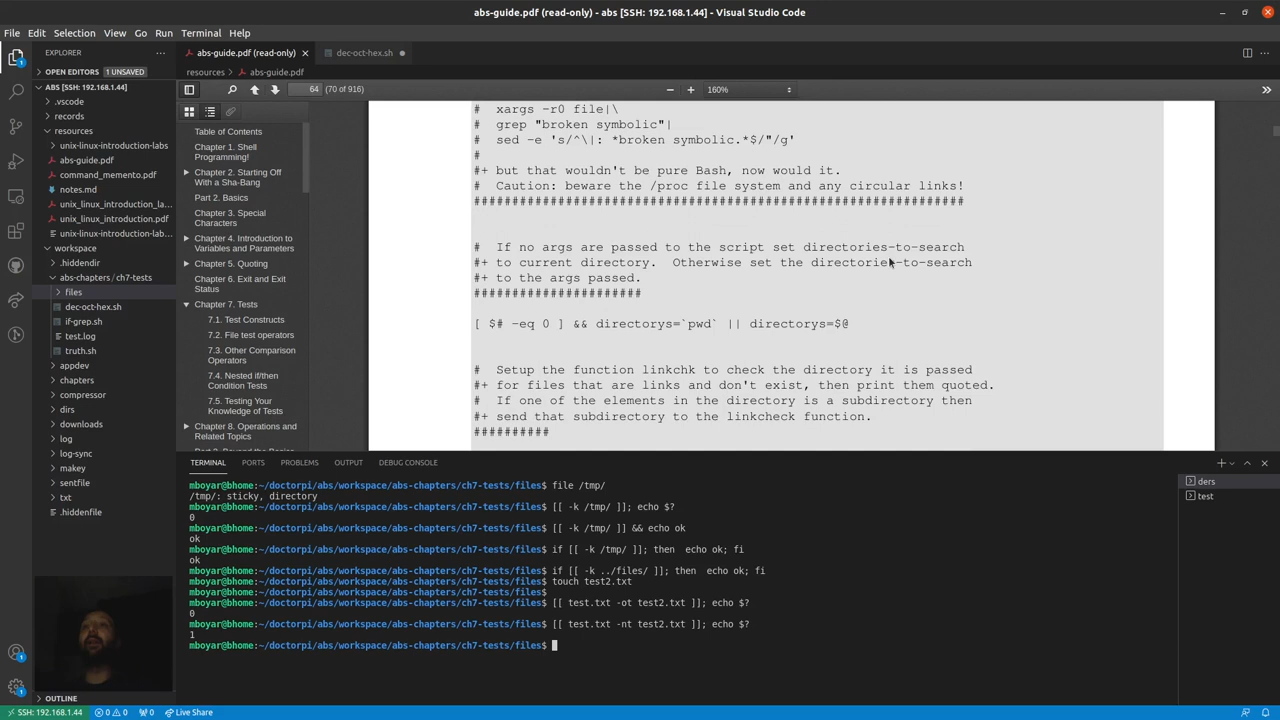 abs-guide.pdf (read-only) - abs [SSH: 192.168.1.44] - Visual Studio Code
File Edit Selection View Go Run Terminal Help
EXPLORER
abs-guide.pdf (read-only)
dec-oct-hex.sh
OPEN EDITORS 1 UNSAVED
resources > abs-guide.pdf
ABS [SSH: 192.168.1.44]
.vscode
records
resources
unix-linux-introduction-labs
abs-guide.pdf
command_memento.pdf
notes.md
unix_linux_introduction_la...
unix_linux_introduction.pdf
unix-linux-introduction-lab...
workspace
.hiddendir
abs-chapters / ch7-tests
files
dec-oct-hex.sh
if-grep.sh
test.log
truth.sh
appdev
chapters
compressor
dirs
downloads
log
log-sync
makey
sentfile
txt
.hiddenfile
OUTLINE
64 (70 of 916)
160%
Table of Contents
Chapter 1. Shell
Programming!
Chapter 2. Starting Off
With a Sha-Bang
Part 2. Basics
Chapter 3. Special
Characters
Chapter 4. Introduction to
Variables and Parameters
Chapter 5. Quoting
Chapter 6. Exit and Exit
Status
Chapter 7. Tests
7.1. Test Constructs
7.2. File test operators
7.3. Other Comparison
Operators
7.4. Nested if/then
Condition Tests
7.5. Testing Your
Knowledge of Tests
Chapter 8. Operations and
Related Topics
# xargs -r0 file|\
# grep "broken symbolic"|
# sed -e 's/^\|: *broken symbolic.*$/"/g'
#
#+ but that wouldn't be pure Bash, now would it.
# Caution: beware the /proc file system and any circular links!
################################################################
# If no args are passed to the script set directories-to-search
#+ to current directory. Otherwise set the directories-to-search
#+ to the args passed.
######################
[ $# -eq 0 ] && directorys=`pwd` || directorys=$@
# Setup the function linkchk to check the directory it is passed
#+ for files that are links and don't exist, then print them quoted.
# If one of the elements in the directory is a subdirectory then
#+ send that subdirectory to the linkcheck function.
##########
TERMINAL PORTS PROBLEMS OUTPUT DEBUG CONSOLE
mboyar@bhome:~/doctorpi/abs/workspace/abs-chapters/ch7-tests/files$ file /tmp/
/tmp/: sticky, directory
mboyar@bhome:~/doctorpi/abs/workspace/abs-chapters/ch7-tests/files$ [[ -k /tmp/ ]]; echo $?
0
mboyar@bhome:~/doctorpi/abs/workspace/abs-chapters/ch7-tests/files$ [[ -k /tmp/ ]] && echo ok
ok
mboyar@bhome:~/doctorpi/abs/workspace/abs-chapters/ch7-tests/files$ if [[ -k /tmp/ ]]; then echo ok; fi
ok
mboyar@bhome:~/doctorpi/abs/workspace/abs-chapters/ch7-tests/files$ if [[ -k ../files/ ]]; then echo ok; fi
mboyar@bhome:~/doctorpi/abs/workspace/abs-chapters/ch7-tests/files$ touch test2.txt
mboyar@bhome:~/doctorpi/abs/workspace/abs-chapters/ch7-tests/files$
mboyar@bhome:~/doctorpi/abs/workspace/abs-chapters/ch7-tests/files$ [[ test.txt -ot test2.txt ]]; echo $?
0
mboyar@bhome:~/doctorpi/abs/workspace/abs-chapters/ch7-tests/files$ [[ test.txt -nt test2.txt ]]; echo $?
1
mboyar@bhome:~/doctorpi/abs/workspace/abs-chapters/ch7-tests/files$
ders
test
SSH: 192.168.1.44 0 0 0 Live Share